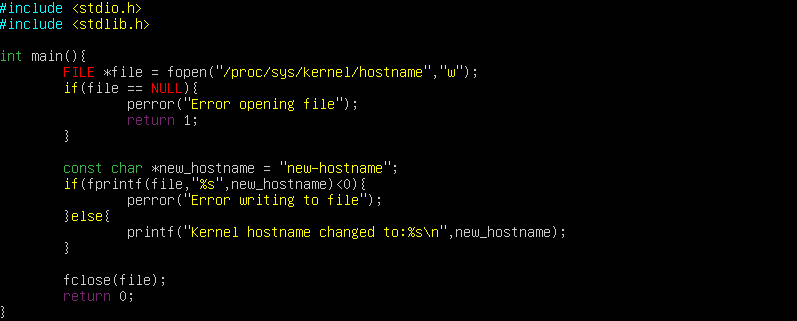 #include <stdio.h>
#include <stdlib.h>

int main(){
        FILE *file = fopen("/proc/sys/kernel/hostname","w");
        if(file == NULL){
                perror("Error opening file");
                return 1;
        }

        const char *new_hostname = "new-hostname";
        if(fprintf(file,"%s",new_hostname)<0){
                perror("Error writing to file");
        }else{
                printf("Kernel hostname changed to:%s\n",new_hostname);
        }

        fclose(file);
        return 0;
}